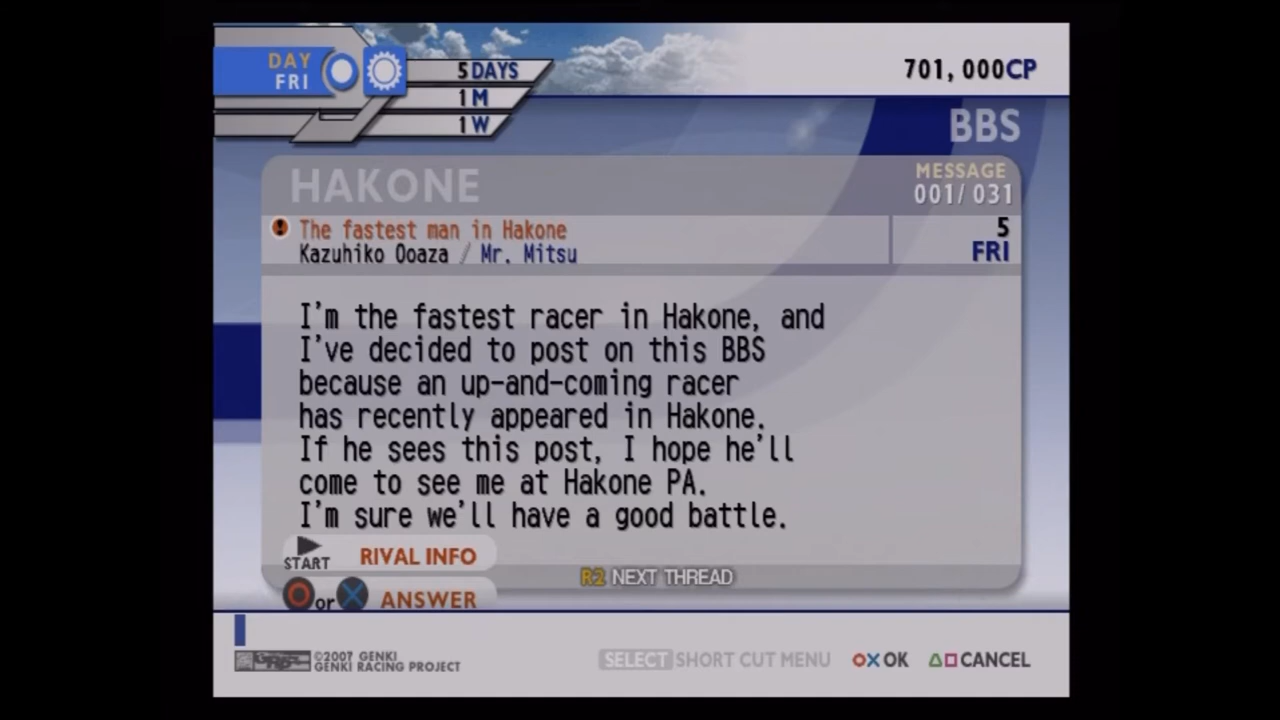 DAY
FRI
5 DAYS
1 M
1 W
701,000CP
BBS
HAKONE
MESSAGE
001/031
The fastest man in Hakone
Kazuhiko Ooaza / Mr. Mitsu
5
FRI
I'm the fastest racer in Hakone, and
I've decided to post on this BBS
because an up-and-coming racer
has recently appeared in Hakone.
If he sees this post, I hope he'll
come to see me at Hakone PA.
I'm sure we'll have a good battle.
START RIVAL INFO
or ANSWER
R2 NEXT THREAD
©2007 GENKI
GENKI RACING PROJECT
SELECT SHORT CUT MENU
OK
CANCEL